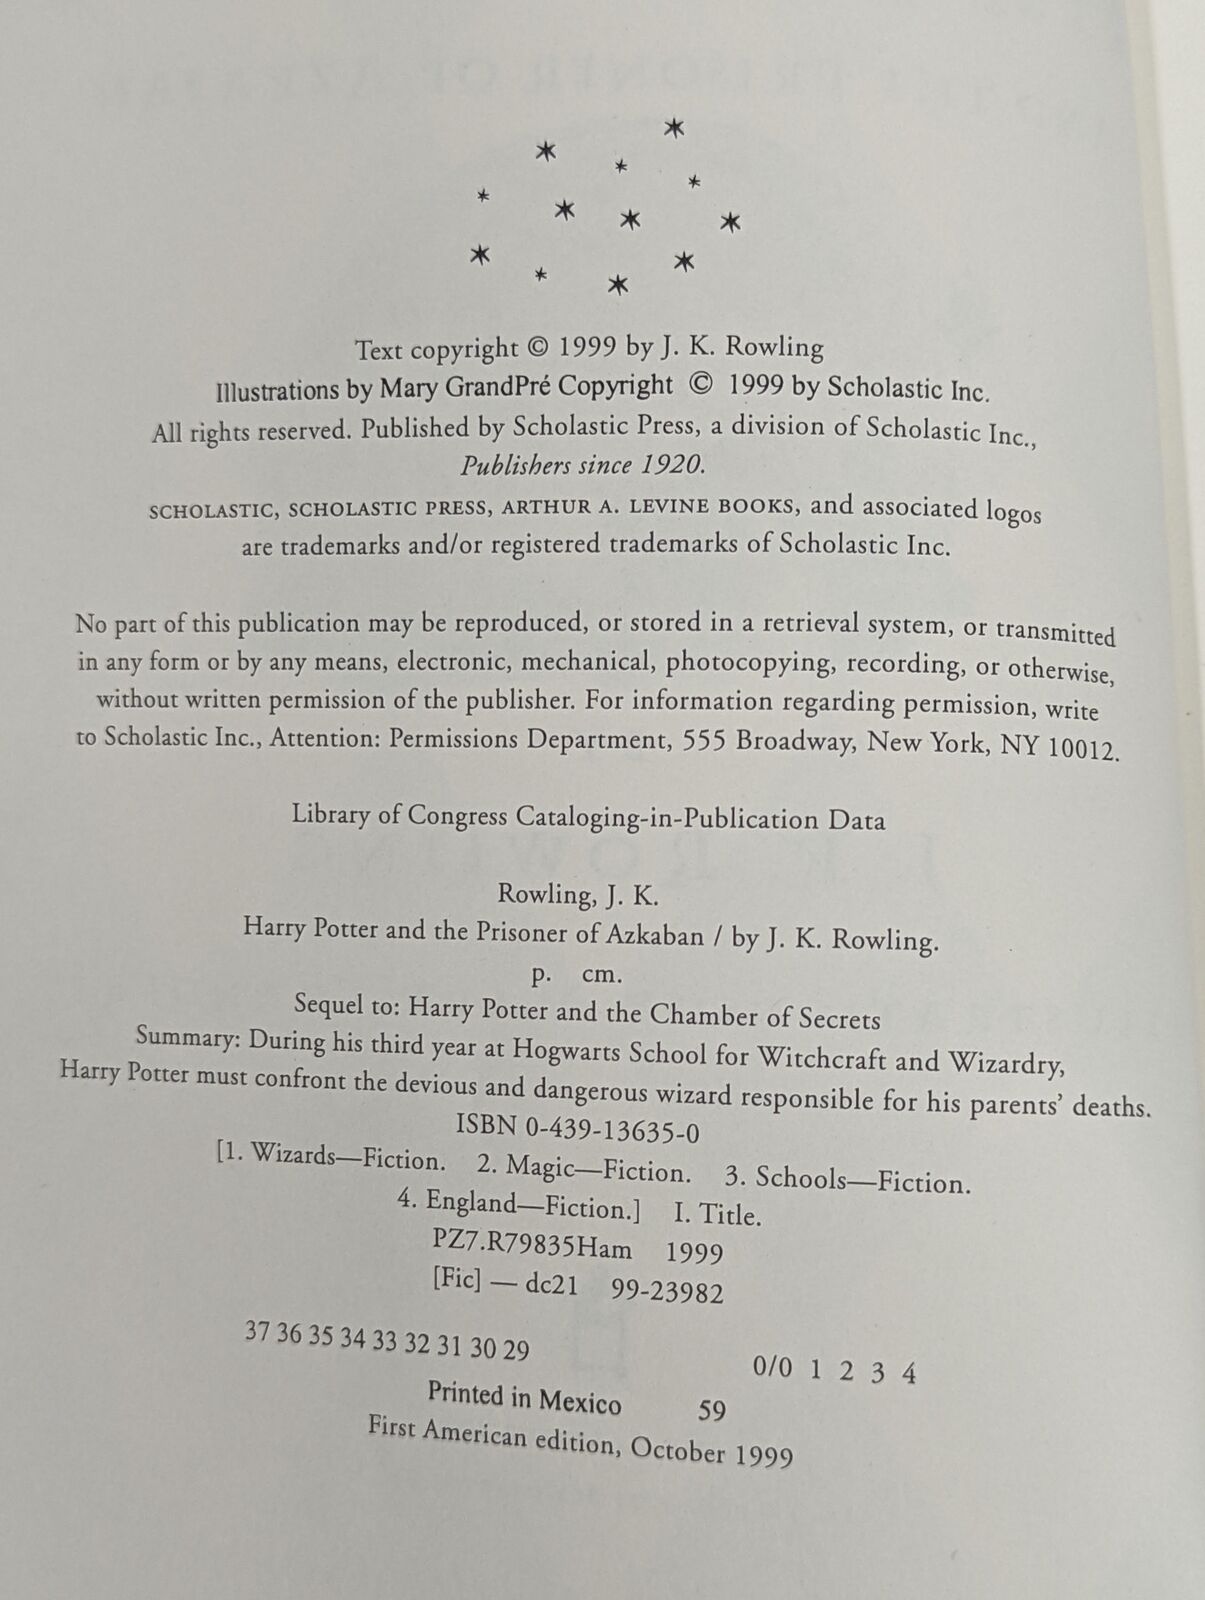 Text copyright © 1999 by J. K. Rowling
Illustrations by Mary GrandPré Copyright © 1999 by Scholastic Inc.
All rights reserved. Published by Scholastic Press, a division of Scholastic Inc.,
Publishers since 1920.
SCHOLASTIC, SCHOLASTIC PRESS, ARTHUR A. LEVINE BOOKS, and associated logos
are trademarks and/or registered trademarks of Scholastic Inc.
No part of this publication may be reproduced, or stored in a retrieval system, or transmitted
in any form or by any means, electronic, mechanical, photocopying, recording, or otherwise,
without written permission of the publisher. For information regarding permission, write
to Scholastic Inc., Attention: Permissions Department, 555 Broadway, New York, NY 10012.
Library of Congress Cataloging-in-Publication Data
Rowling, J. K.
Harry Potter and the Prisoner of Azkaban / by J. K. Rowling.
p. cm.
Sequel to: Harry Potter and the Chamber of Secrets
Summary: During his third year at Hogwarts School for Witchcraft and Wizardry,
Harry Potter must confront the devious and dangerous wizard responsible for his parents' deaths.
ISBN 0-439-13635-0
[1. Wizards—Fiction. 2. Magic—Fiction. 3. Schools—Fiction.
4. England—Fiction.] I. Title.
PZ7.R79835Ham 1999
[Fic] — dc21 99-23982
37 36 35 34 33 32 31 30 29 0/0 1 2 3 4
Printed in Mexico 59
First American edition, October 1999